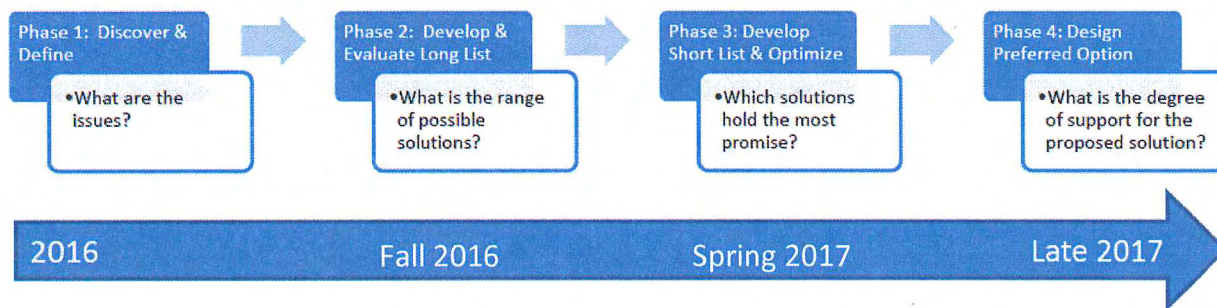 Phase 1: Discover &
Define
•What are the
issues?
Phase 2: Develop &
Evaluate Long List
•What is the range
of possible
solutions?
Phase 3: Develop
Short List & Optimize
•Which solutions
hold the most
promise?
Phase 4: Design
Preferred Option
•What is the degree
of support for the
proposed solution?
2016
Fall 2016
Spring 2017
Late 2017